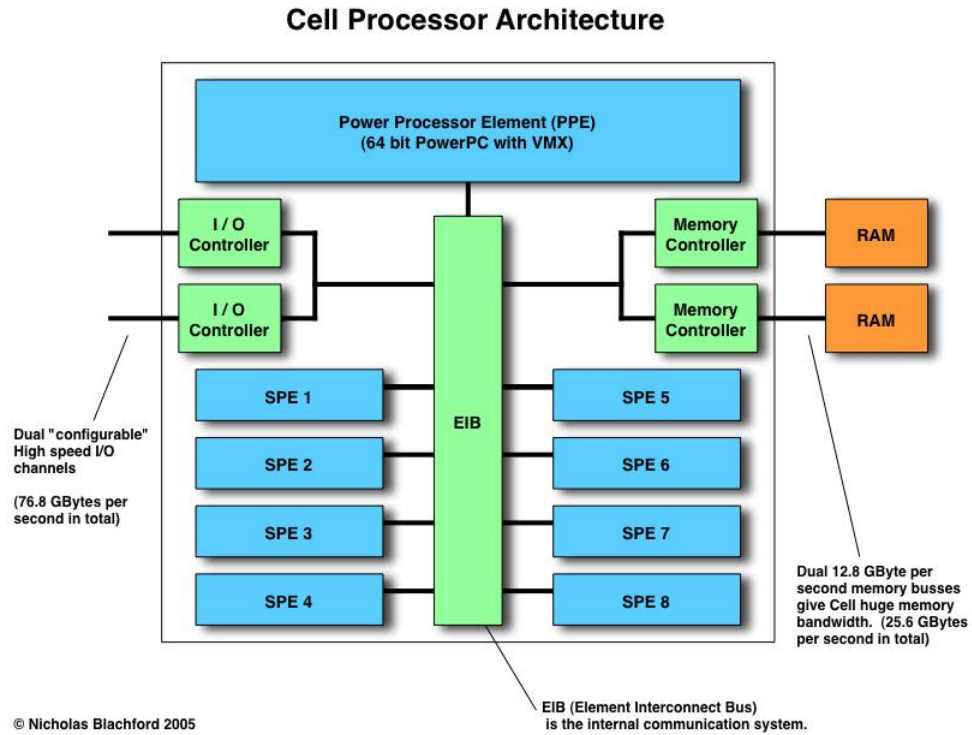 Cell Processor Architecture
Power Processor Element (PPE)
(64 bit PowerPC with VMX)
I / O
Controller
Memory
Controller
RAM
I / O
Controller
Memory
Controller
RAM
SPE 1
SPE 5
EIB
SPE 2
SPE 6
SPE 3
SPE 7
SPE 4
SPE 8
Dual "configurable"
High speed I/O
channels
(76.8 GBytes per
second in total)
Dual 12.8 GByte per
second memory busses
give Cell huge memory
bandwidth.  (25.6 GBytes
per second in total)
EIB (Element Interconnect Bus)
is the internal communication system.
© Nicholas Blachford 2005